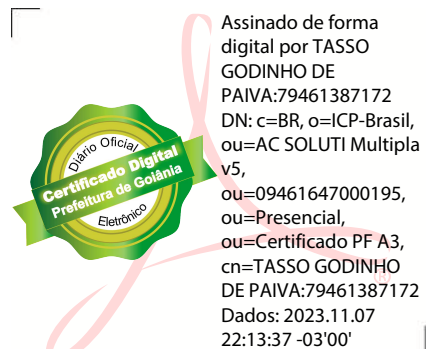 Diário Oficial
Certificado Digital
Prefeitura de Goiânia
Eletrônico
Assinado de forma
digital por TASSO
GODINHO DE
PAIVA:79461387172
DN: c=BR, o=ICP-Brasil,
ou=AC SOLUTI Multipla
v5,
ou=09461647000195,
ou=Presencial,
ou=Certificado PF A3,
cn=TASSO GODINHO
DE PAIVA:79461387172
Dados: 2023.11.07
22:13:37 -03'00'
®